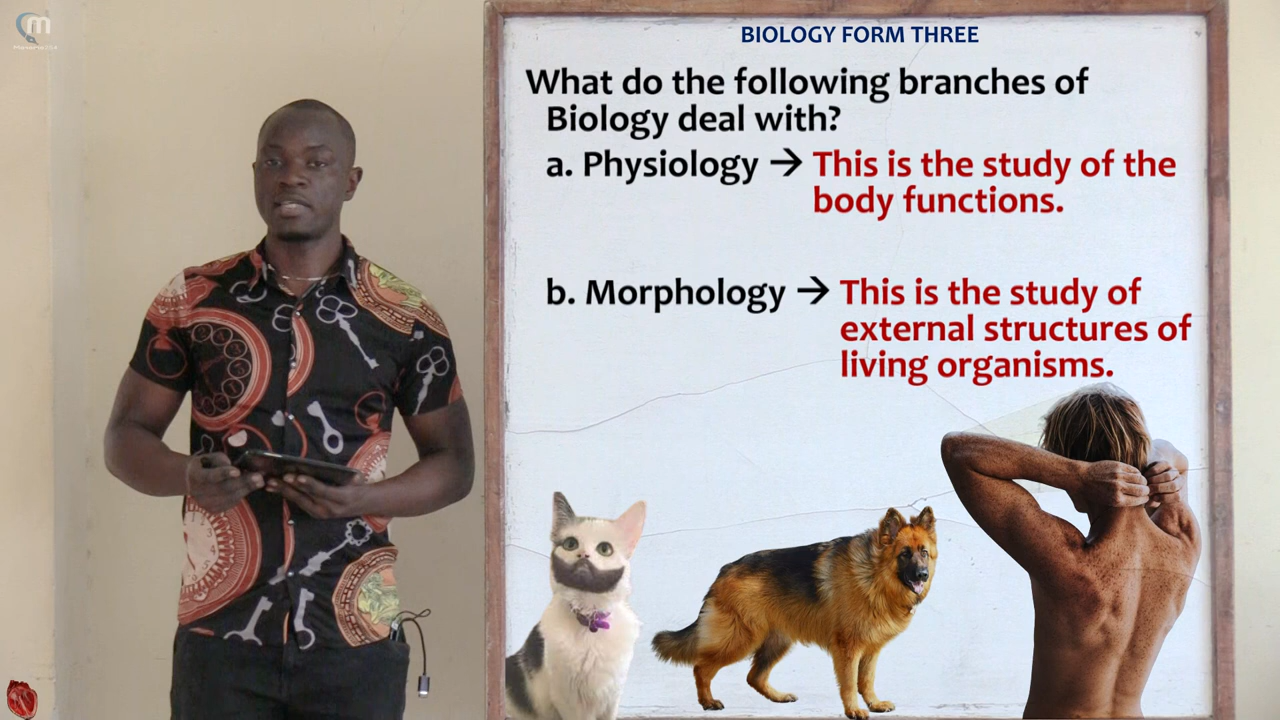 BIOLOGY FORM THREE
What do the following branches of
Biology deal with?
a. Physiology → This is the study of the
body functions.
b. Morphology → This is the study of
external structures of
living organisms.
m